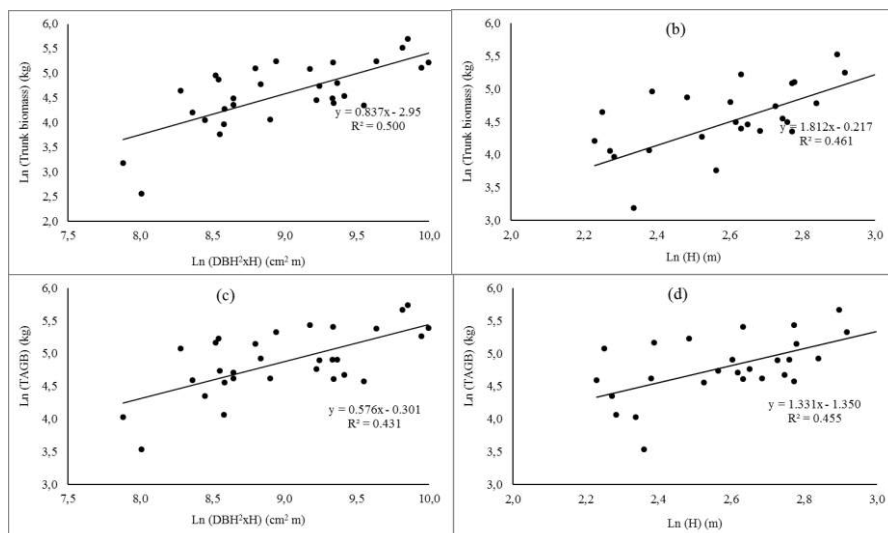 6,0
5,5
5,0
4,5
4,0
3,5
3,0
2,5
2,0
Ln (Trunk biomass) (kg)
y = 0.837x - 2.95
R² = 0.500
7,5 8,0 8,5 9,0 9,5 10,0
Ln (DBH²xH) (cm² m)
(b)
6,0
5,5
5,0
4,5
4,0
3,5
3,0
Ln (Trunk biomass) (kg)
y = 1.812x - 0.217
R² = 0.461
2,0 2,2 2,4 2,6 2,8 3,0
Ln (H) (m)
(c)
6,0
5,5
5,0
4,5
4,0
3,5
3,0
Ln (TAGB) (kg)
y = 0.576x - 0.301
R² = 0.431
7,5 8,0 8,5 9,0 9,5 10,0
Ln (DBH²xH) (cm² m)
(d)
6,0
5,5
5,0
4,5
4,0
3,5
3,0
Ln (TAGB) (kg)
y = 1.331x - 1.350
R² = 0.455
2,0 2,2 2,4 2,6 2,8 3,0
Ln (H) (m)